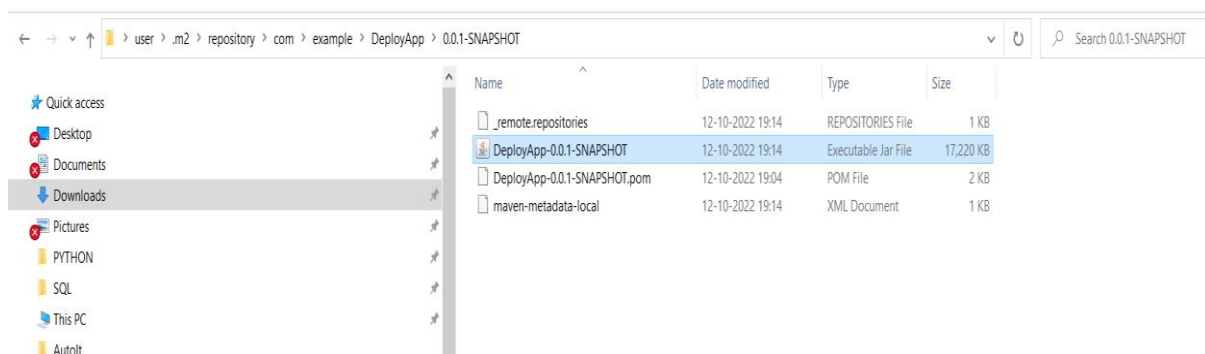 user > .m2 > repository > com > example > DeployApp > 0.0.1-SNAPSHOT
Search 0.0.1-SNAPSHOT
Quick access
Desktop
Documents
Downloads
Pictures
PYTHON
SQL
This PC
AutoIt
Name Date modified Type Size
_remote.repositories 12-10-2022 19:14 REPOSITORIES File 1 KB
DeployApp-0.0.1-SNAPSHOT 12-10-2022 19:14 Executable Jar File 17,220 KB
DeployApp-0.0.1-SNAPSHOT.pom 12-10-2022 19:04 POM File 2 KB
maven-metadata-local 12-10-2022 19:14 XML Document 1 KB